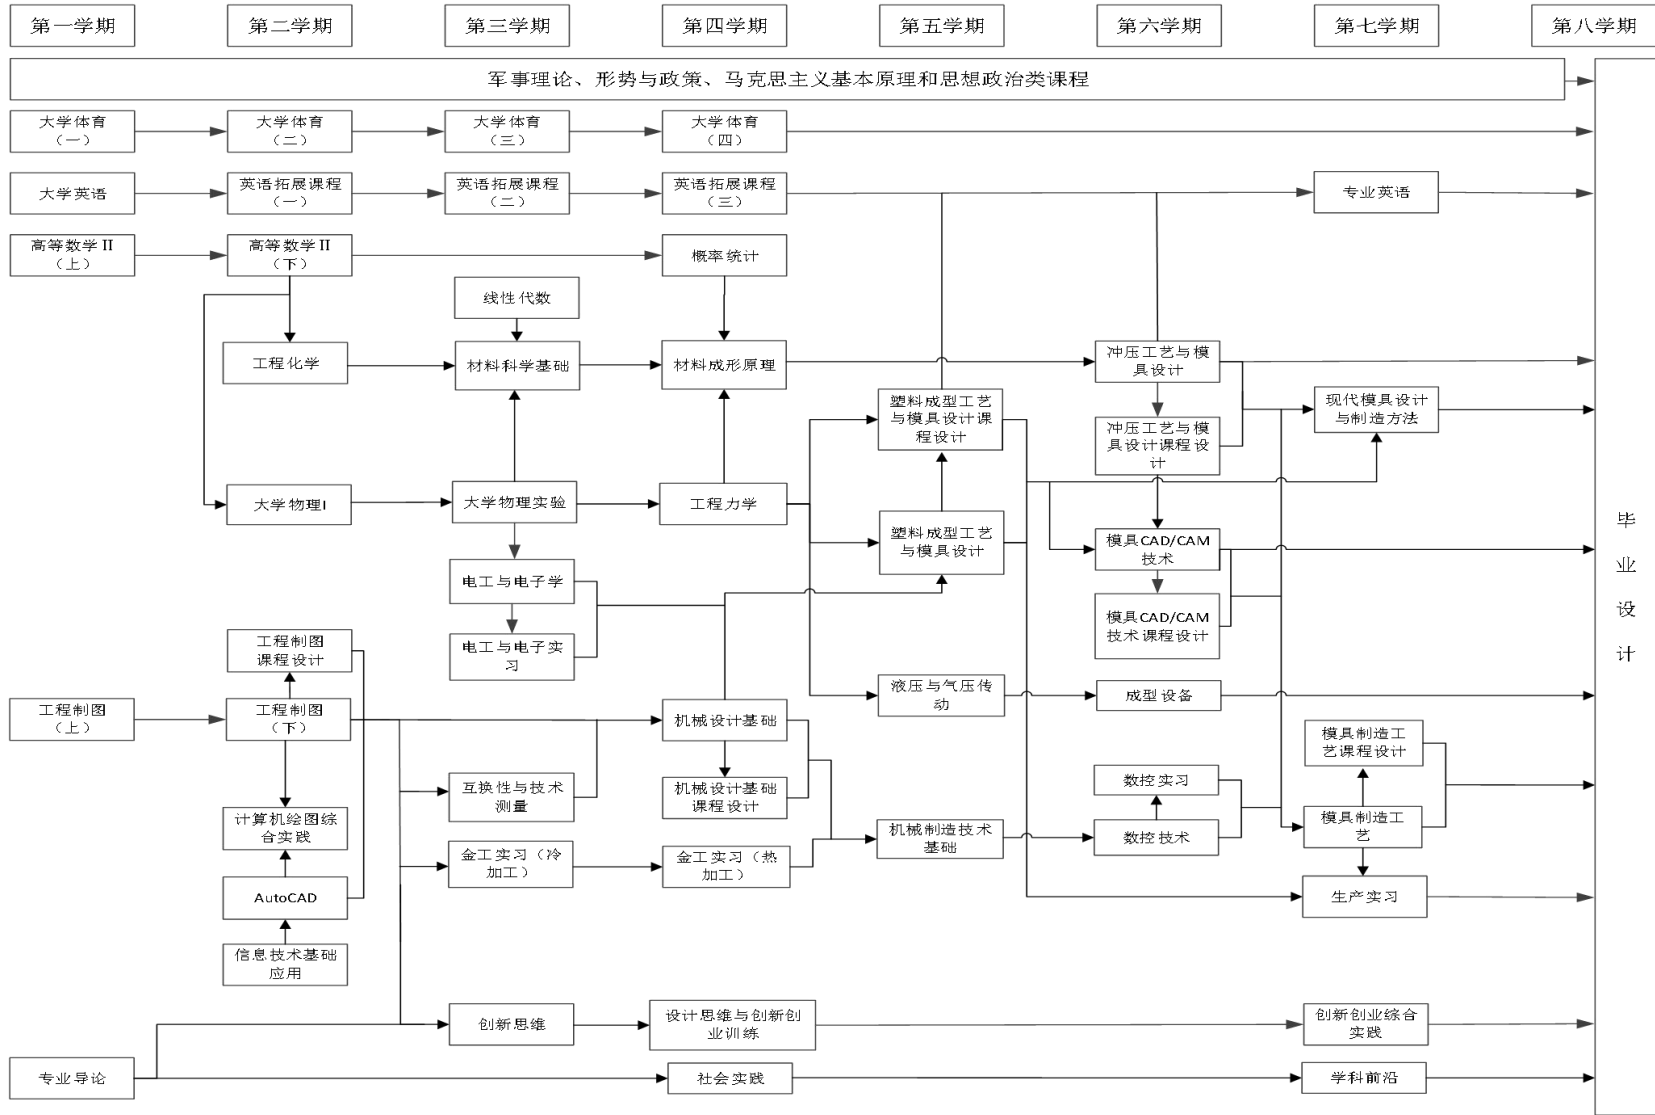 第一学期
第二学期
第三学期
第四学期
第五学期
第六学期
第七学期
第八学期
军事理论、形势与政策、马克思主义基本原理和思想政治类课程
大学体育
（一）
大学体育
（二）
大学体育
（三）
大学体育
（四）
大学英语
英语拓展课程
（一）
英语拓展课程
（二）
英语拓展课程
（三）
专业英语
高等数学Ⅱ
（上）
高等数学Ⅱ
（下）
概率统计
线性代数
工程化学
材料科学基础
材料成形原理
冲压工艺与模
具设计
塑料成型工艺
与模具设计课
程设计
现代模具设计
与制造方法
冲压工艺与模
具设计课程设
计
大学物理I
大学物理实验
工程力学
塑料成型工艺
与模具设计
模具CAD/CAM
技术
电工与电子学
模具CAD/CAM
技术课程设计
电工与电子实
习
工程制图
课程设计
毕
业
设
计
工程制图
（上）
工程制图
（下）
机械设计基础
液压与气压传
动
成型设备
模具制造工
艺课程设计
互换性与技术
测量
机械设计基础
课程设计
数控实习
计算机绘图综
合实践
机械制造技术
基础
数控技术
模具制造工
艺
金工实习（冷
加工）
金工实习（热
加工）
AutoCAD
生产实习
信息技术基础
应用
创新思维
设计思维与创新创
业训练
创新创业综合
实践
专业导论
社会实践
学科前沿